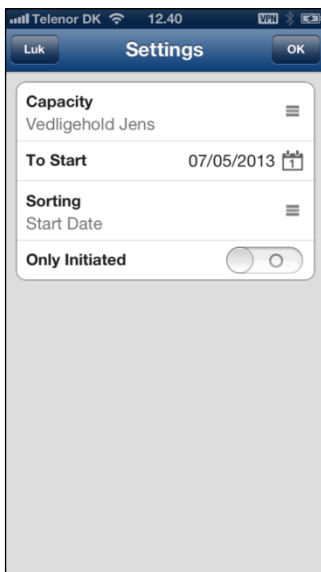 Telenor DK 12.40 VPN
Luk Settings OK
Capacity
Vedligehold Jens
To Start 07/05/2013
1
Sorting
Start Date
Only Initiated